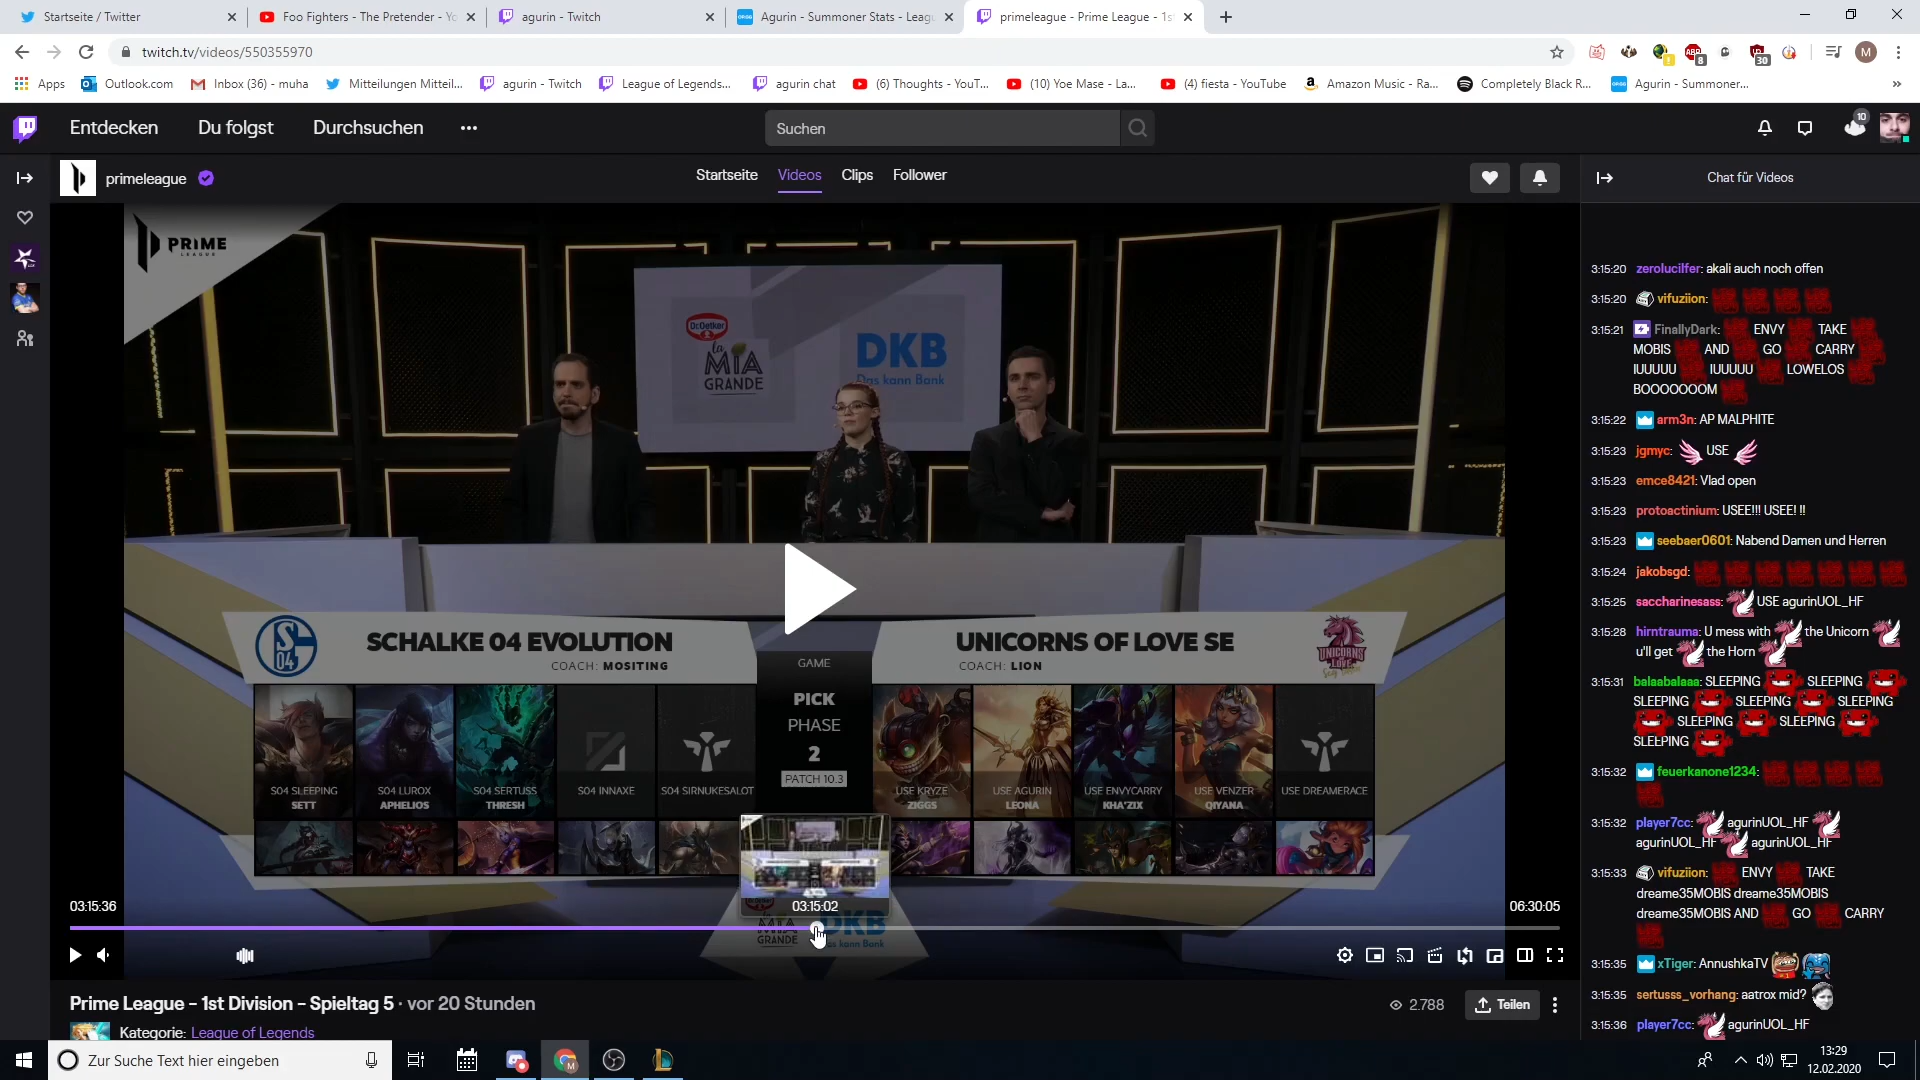 Startseite / Twitter
Foo Fighters - The Pretender - Yo
agurin - Twitch
Agurin - Summoner Stats - Leagu
primeleague - Prime League - 1s
twitch.tv/videos/550355970
Apps
Outlook.com
Inbox (36) - muha
Mitteilungen Mitteil...
agurin - Twitch
League of Legends...
agurin chat
(6) Thoughts - YouT...
(10) Yoe Mase - La...
(4) fiesta - YouTube
Amazon Music - Ra...
Completely Black R...
Agurin - Summoner...
Entdecken
Du folgst
Durchsuchen
Suchen
10
primeleague
Startseite
Videos
Clips
Follower
Chat für Videos
PRIME
LEAGUE
Dr.Oetker
la
MIA
GRANDE
DKB
Das kann Bank
SCHALKE 04 EVOLUTION
COACH: MOSITING
GAME
PICK
PHASE
2
PATCH 10.3
UNICORNS OF LOVE SE
COACH: LION
S04 SLEEPING
SETT
S04 LUROX
APHELIOS
S04 SERTUSS
THRESH
S04 INNAXE
S04 SIRNUKESALOT
USE KRYZE
ZIGGS
USE AGURIN
LEONA
USE ENVYCARRY
KHA'ZIX
USE VENZER
QIYANA
USE DREAMERACE
03:15:36
03:15:02
06:30:05
MIA
GRANDE
DKB
Das kann Bank
Prime League - 1st Division - Spieltag 5 · vor 20 Stunden
2.788
Teilen
Kategorie: League of Legends
3:15:20 zerolucilfer: akali auch noch offen
3:15:20 vifuziion:
3:15:21 FinallyDark: ENVY TAKE
MOBIS AND GO CARRY
IUUUUU IUUUUU LOWELOS
BOOOOOOOM
3:15:22 arm3n: AP MALPHITE
3:15:23 jgmyc: USE
3:15:23 emce8421: Vlad open
3:15:23 protoactinium: USEE!!! USEE! !!
3:15:23 seebaer0601: Nabend Damen und Herren
3:15:24 jakobsgd:
3:15:25 saccharinesass: USE agurinUOL_HF
3:15:28 hirntrauma: U mess with the Unicorn
u'll get the Horn
3:15:31 balaabalaaa: SLEEPING SLEEPING
SLEEPING SLEEPING SLEEPING
SLEEPING SLEEPING
SLEEPING
3:15:32 feuerkanone1234:
3:15:32 player7cc: agurinUOL_HF
agurinUOL_HF agurinUOL_HF
3:15:33 vifuziion: ENVY TAKE
dreame35MOBIS dreame35MOBIS
dreame35MOBIS AND GO CARRY
3:15:35 xTiger: AnnushkaTV
3:15:35 sertusss_vorhang: aatrox mid?
3:15:36 player7cc: agurinUOL_HF
Zur Suche Text hier eingeben
13:29
12.02.2020